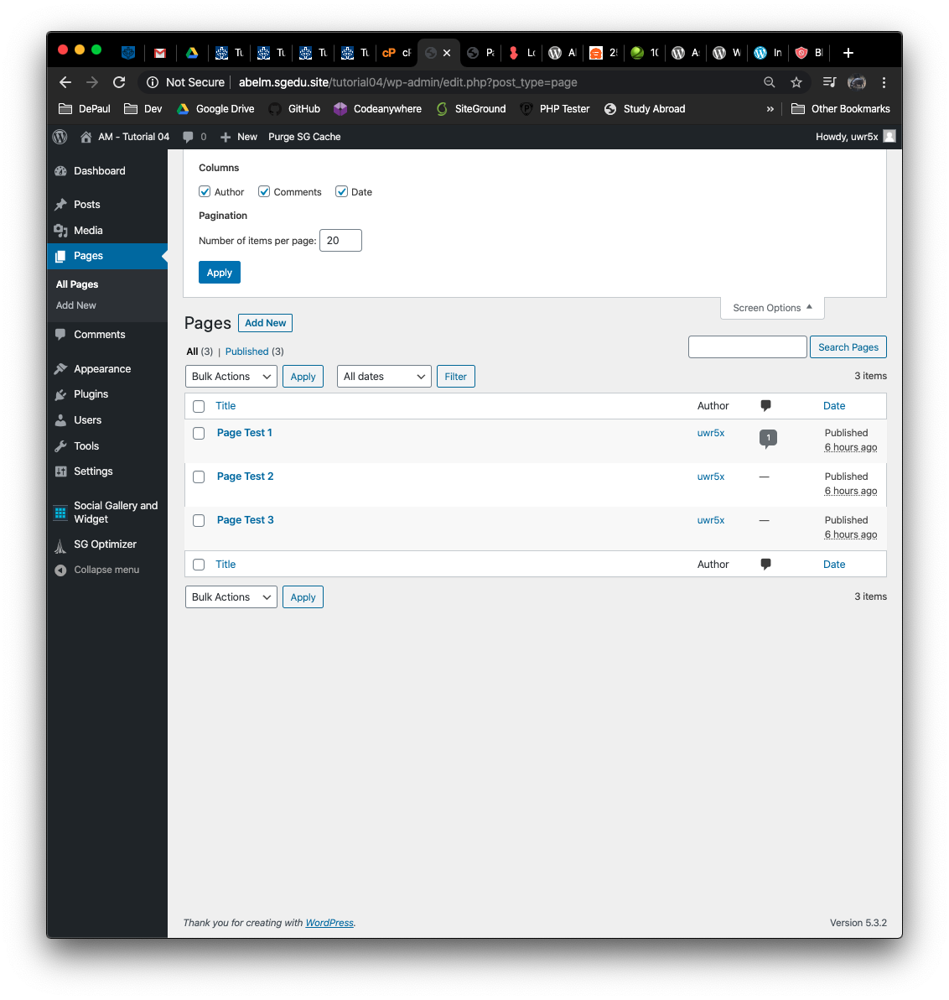 Tu
Tu
Tu
Tu
cP
Pa
Lo
Al
25
10
As
W
In
Bl
Not Secure
abelm.sgedu.site/tutorial04/wp-admin/edit.php?post_type=page
DePaul
Dev
Google Drive
GitHub
Codeanywhere
SiteGround
PHP Tester
Study Abroad
»
Other Bookmarks
AM - Tutorial 04
0
New
Purge SG Cache
Howdy, uwr5x
Dashboard
Posts
Media
Pages
All Pages
Add New
Comments
Appearance
Plugins
Users
Tools
Settings
Social Gallery and
Widget
SG Optimizer
Collapse menu
Columns
Author
Comments
Date
Pagination
Number of items per page: 20
Apply
Screen Options
Pages
Add New
All (3) | Published (3)
Search Pages
Bulk Actions
Apply
All dates
Filter
3 items
Title
Author
Date
Page Test 1
uwr5x
1
Published
6 hours ago
Page Test 2
uwr5x
—
Published
6 hours ago
Page Test 3
uwr5x
—
Published
6 hours ago
Title
Author
Date
Bulk Actions
Apply
3 items
Thank you for creating with WordPress.
Version 5.3.2